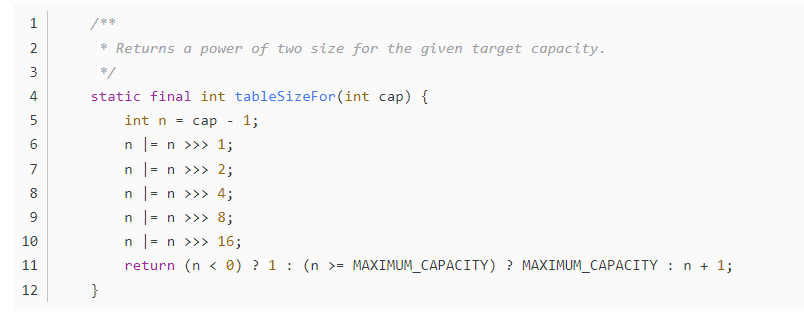 1 /**
2 * Returns a power of two size for the given target capacity.
3 */
4 static final int tableSizeFor(int cap) {
5 int n = cap - 1;
6 n |= n >>> 1;
7 n |= n >>> 2;
8 n |= n >>> 4;
9 n |= n >>> 8;
10 n |= n >>> 16;
11 return (n < 0) ? 1 : (n >= MAXIMUM_CAPACITY) ? MAXIMUM_CAPACITY : n + 1;
12 }